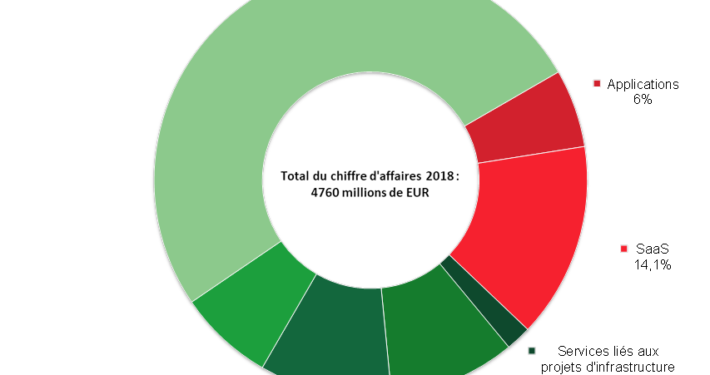 Applications
6%
Total du chiffre d'affaires 2018 :
4760 millions de EUR
SaaS
14,1%
Services liés aux
projets d'infrastructure